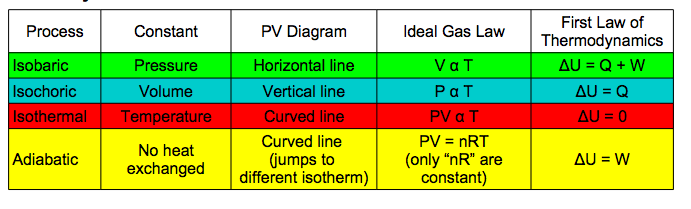 Process Constant PV Diagram Ideal Gas Law First Law of Thermodynamics
Isobaric Pressure Horizontal line V α T ΔU = Q + W
Isochoric Volume Vertical line P α T ΔU = Q
Isothermal Temperature Curved line PV α T ΔU = 0
Adiabatic No heat exchanged Curved line (jumps to different isotherm) PV = nRT (only “nR” are constant) ΔU = W